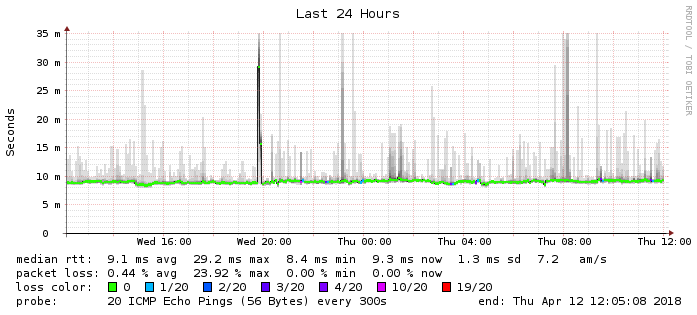 Last 24 Hours
RRDTOOL / TOBI OETIKER
Seconds
35 m
30 m
25 m
20 m
15 m
10 m
5 m
0
Wed 16:00 Wed 20:00 Thu 00:00 Thu 04:00 Thu 08:00 Thu 12:00
median rtt: 9.1 ms avg 29.2 ms max 8.4 ms min 9.3 ms now 1.3 ms sd 7.2 am/s
packet loss: 0.44 % avg 23.92 % max 0.00 % min 0.00 % now
loss color: 0 1/20 2/20 3/20 4/20 10/20 19/20
probe: 20 ICMP Echo Pings (56 Bytes) every 300s end: Thu Apr 12 12:05:08 2018